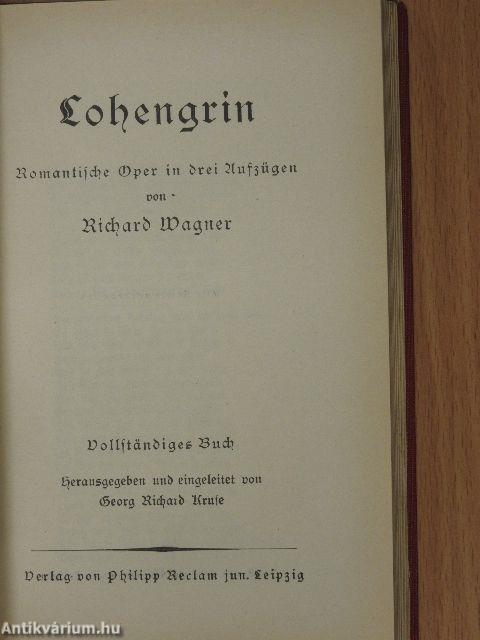 Lohengrin
Romantische Oper in drei Aufzügen
von
Richard Wagner
Vollständiges Buch
Herausgegeben und eingeleitet von
Georg Richard Kruse
Verlag von Philipp Reclam jun. Leipzig
Antikvárium.hu